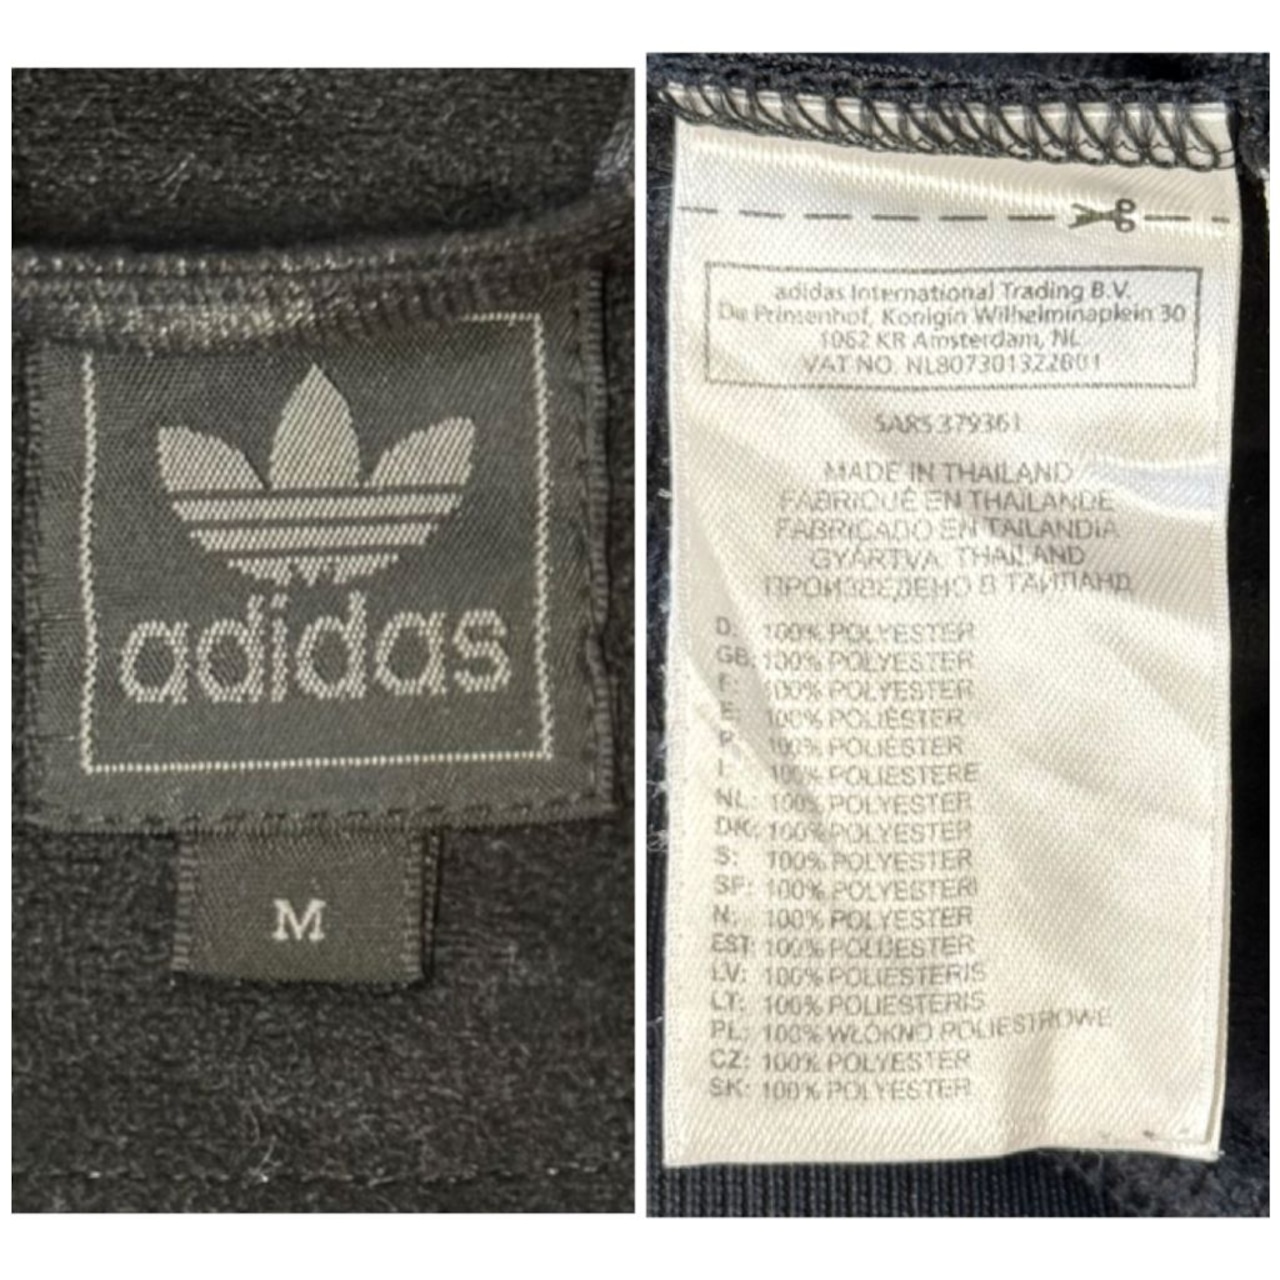 adidas
M
adidas International Trading B.V.
De Prinsenhof, Konigin Wilhelminaplein 30
1062 KR Amsterdam, NL
VAT NO. NL807301322B01
SARS 379361
MADE IN THAILAND
FABRIQUÉ EN THAÏLANDE
FABRICADO EN TAILANDIA
GYÁRTVA: THAILAND
ПРОИЗВЕДЕНО В ТАИЛАНД
D: 100% POLYESTER
GB: 100% POLYESTER
F: 100% POLYESTER
E: 100% POLIÉSTER
P: 100% POLIÉSTER
I: 100% POLIESTERE
NL: 100% POLYESTER
DK: 100% POLYESTER
S: 100% POLYESTER
SF: 100% POLYESTERI
N: 100% POLYESTER
EST: 100% POLÜESTER
LV: 100% POLIESTERIS
LT: 100% POLIESTERIS
PL: 100% WŁÓKNO POLIESTROWE
CZ: 100% POLYESTER
SK: 100% POLYESTER